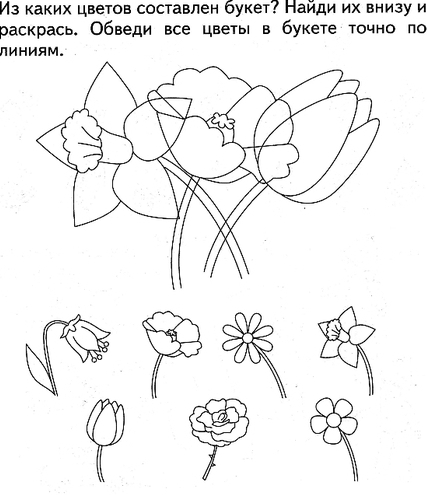 Из каких цветов составлен букет? Найди их внизу и
раскрась. Обведи все цветы в букете точно по
линиям.